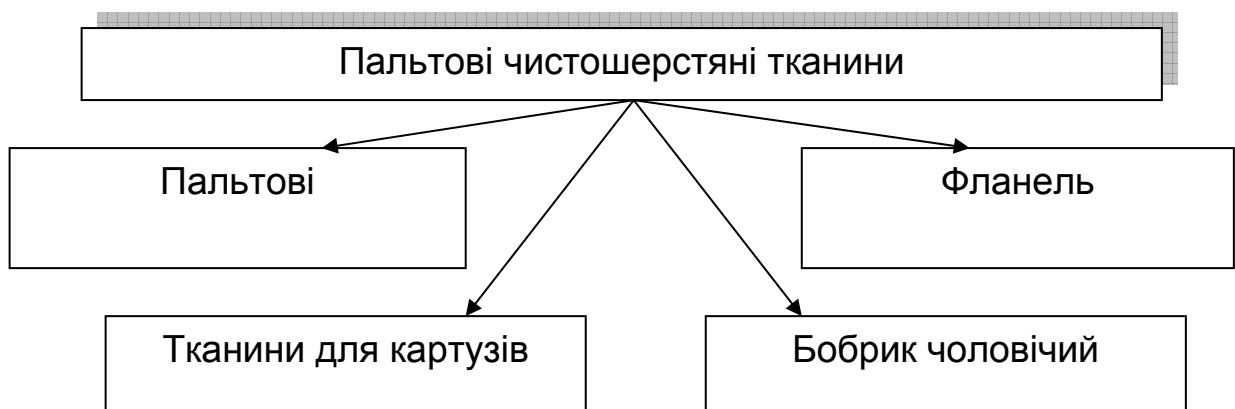 Пальтові чистошерстяні тканини
Пальтові
Фланель
Тканини для картузів
Бобрик чоловічий